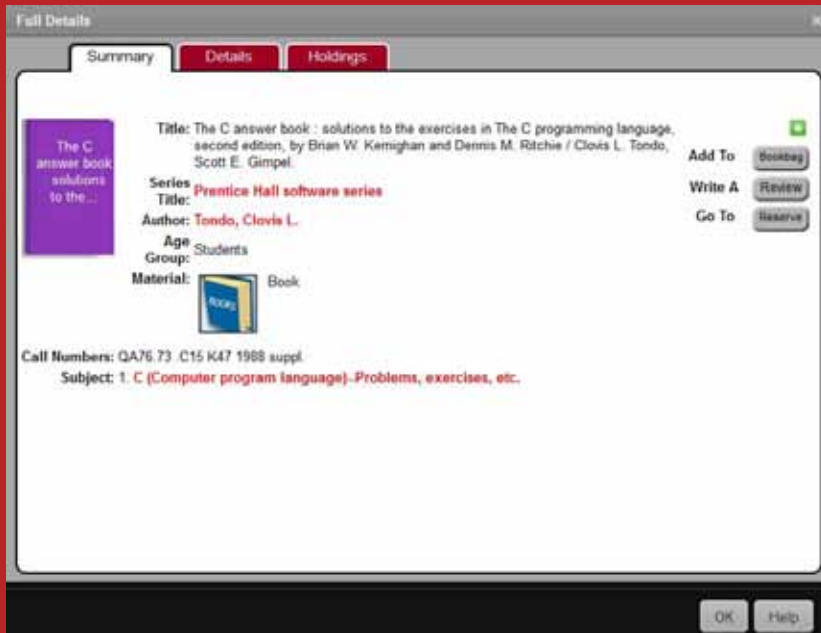 Full Details
Summary
Details
Holdings
The C
answer book
solutions
to the...
Title: The C answer book : solutions to the exercises in The C programming language,
second edition, by Brian W. Kernighan and Dennis M. Ritchie / Clovis L. Tondo,
Scott E. Gimpel.
Series
Title: Prentice Hall software series
Author: Tondo, Clovis L.
Age
Group: Students
Material: Book
BOOKS
Add To Bookbag
Write A Review
Go To Reserve
Call Numbers: QA76.73 .C15 K47 1988 suppl.
Subject: 1. C (Computer program language)–Problems, exercises, etc.
OK
Help